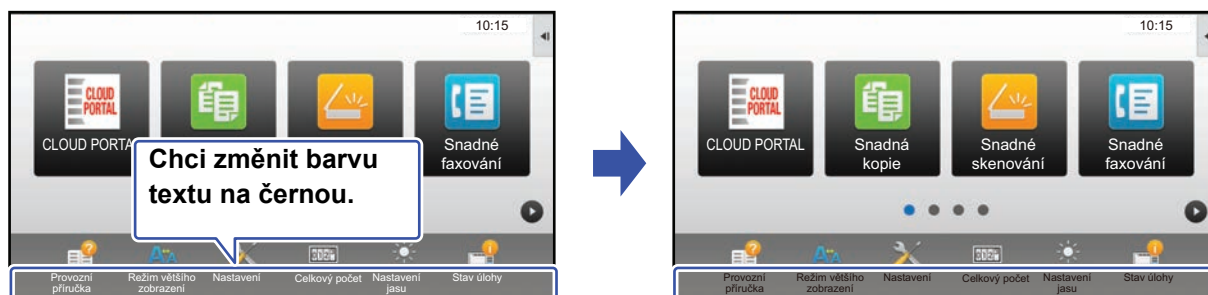 10:15
CLOUD
PORTAL
CLOUD PORTA
Snadné
faxování
Chci změnit barvu
textu na černou.
Provozní
příručka
Režim většího
zobrazení
Nastavení
Celkový počet
Nastavení
jasu
Stav úlohy
10:15
CLOUD
PORTAL
CLOUD PORTAL
Snadná
kopie
Snadné
skenování
Snadné
faxování
Provozní
příručka
Režim většího
zobrazení
Nastavení
Celkový počet
Nastavení
jasu
Stav úlohy